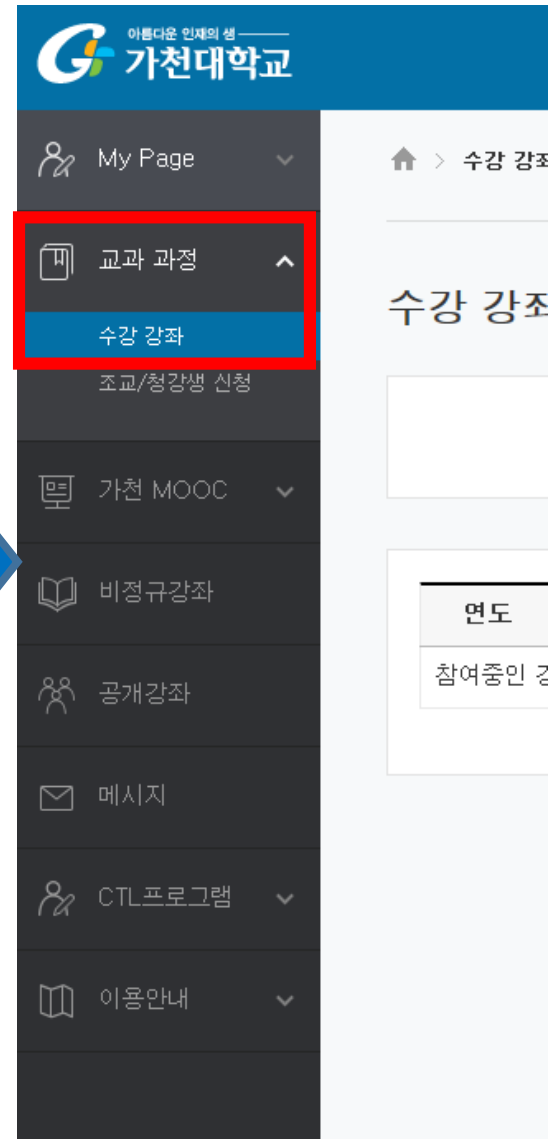 아름다운 인재의 샘
가천대학교
My Page
수강 강좌
교과 과정
수강 강좌
수강 강좌
조교/청강생 신청
가천 MOOC
비정규강좌
연도
참여중인
공개강좌
메시지
CTL프로그램
이용안내